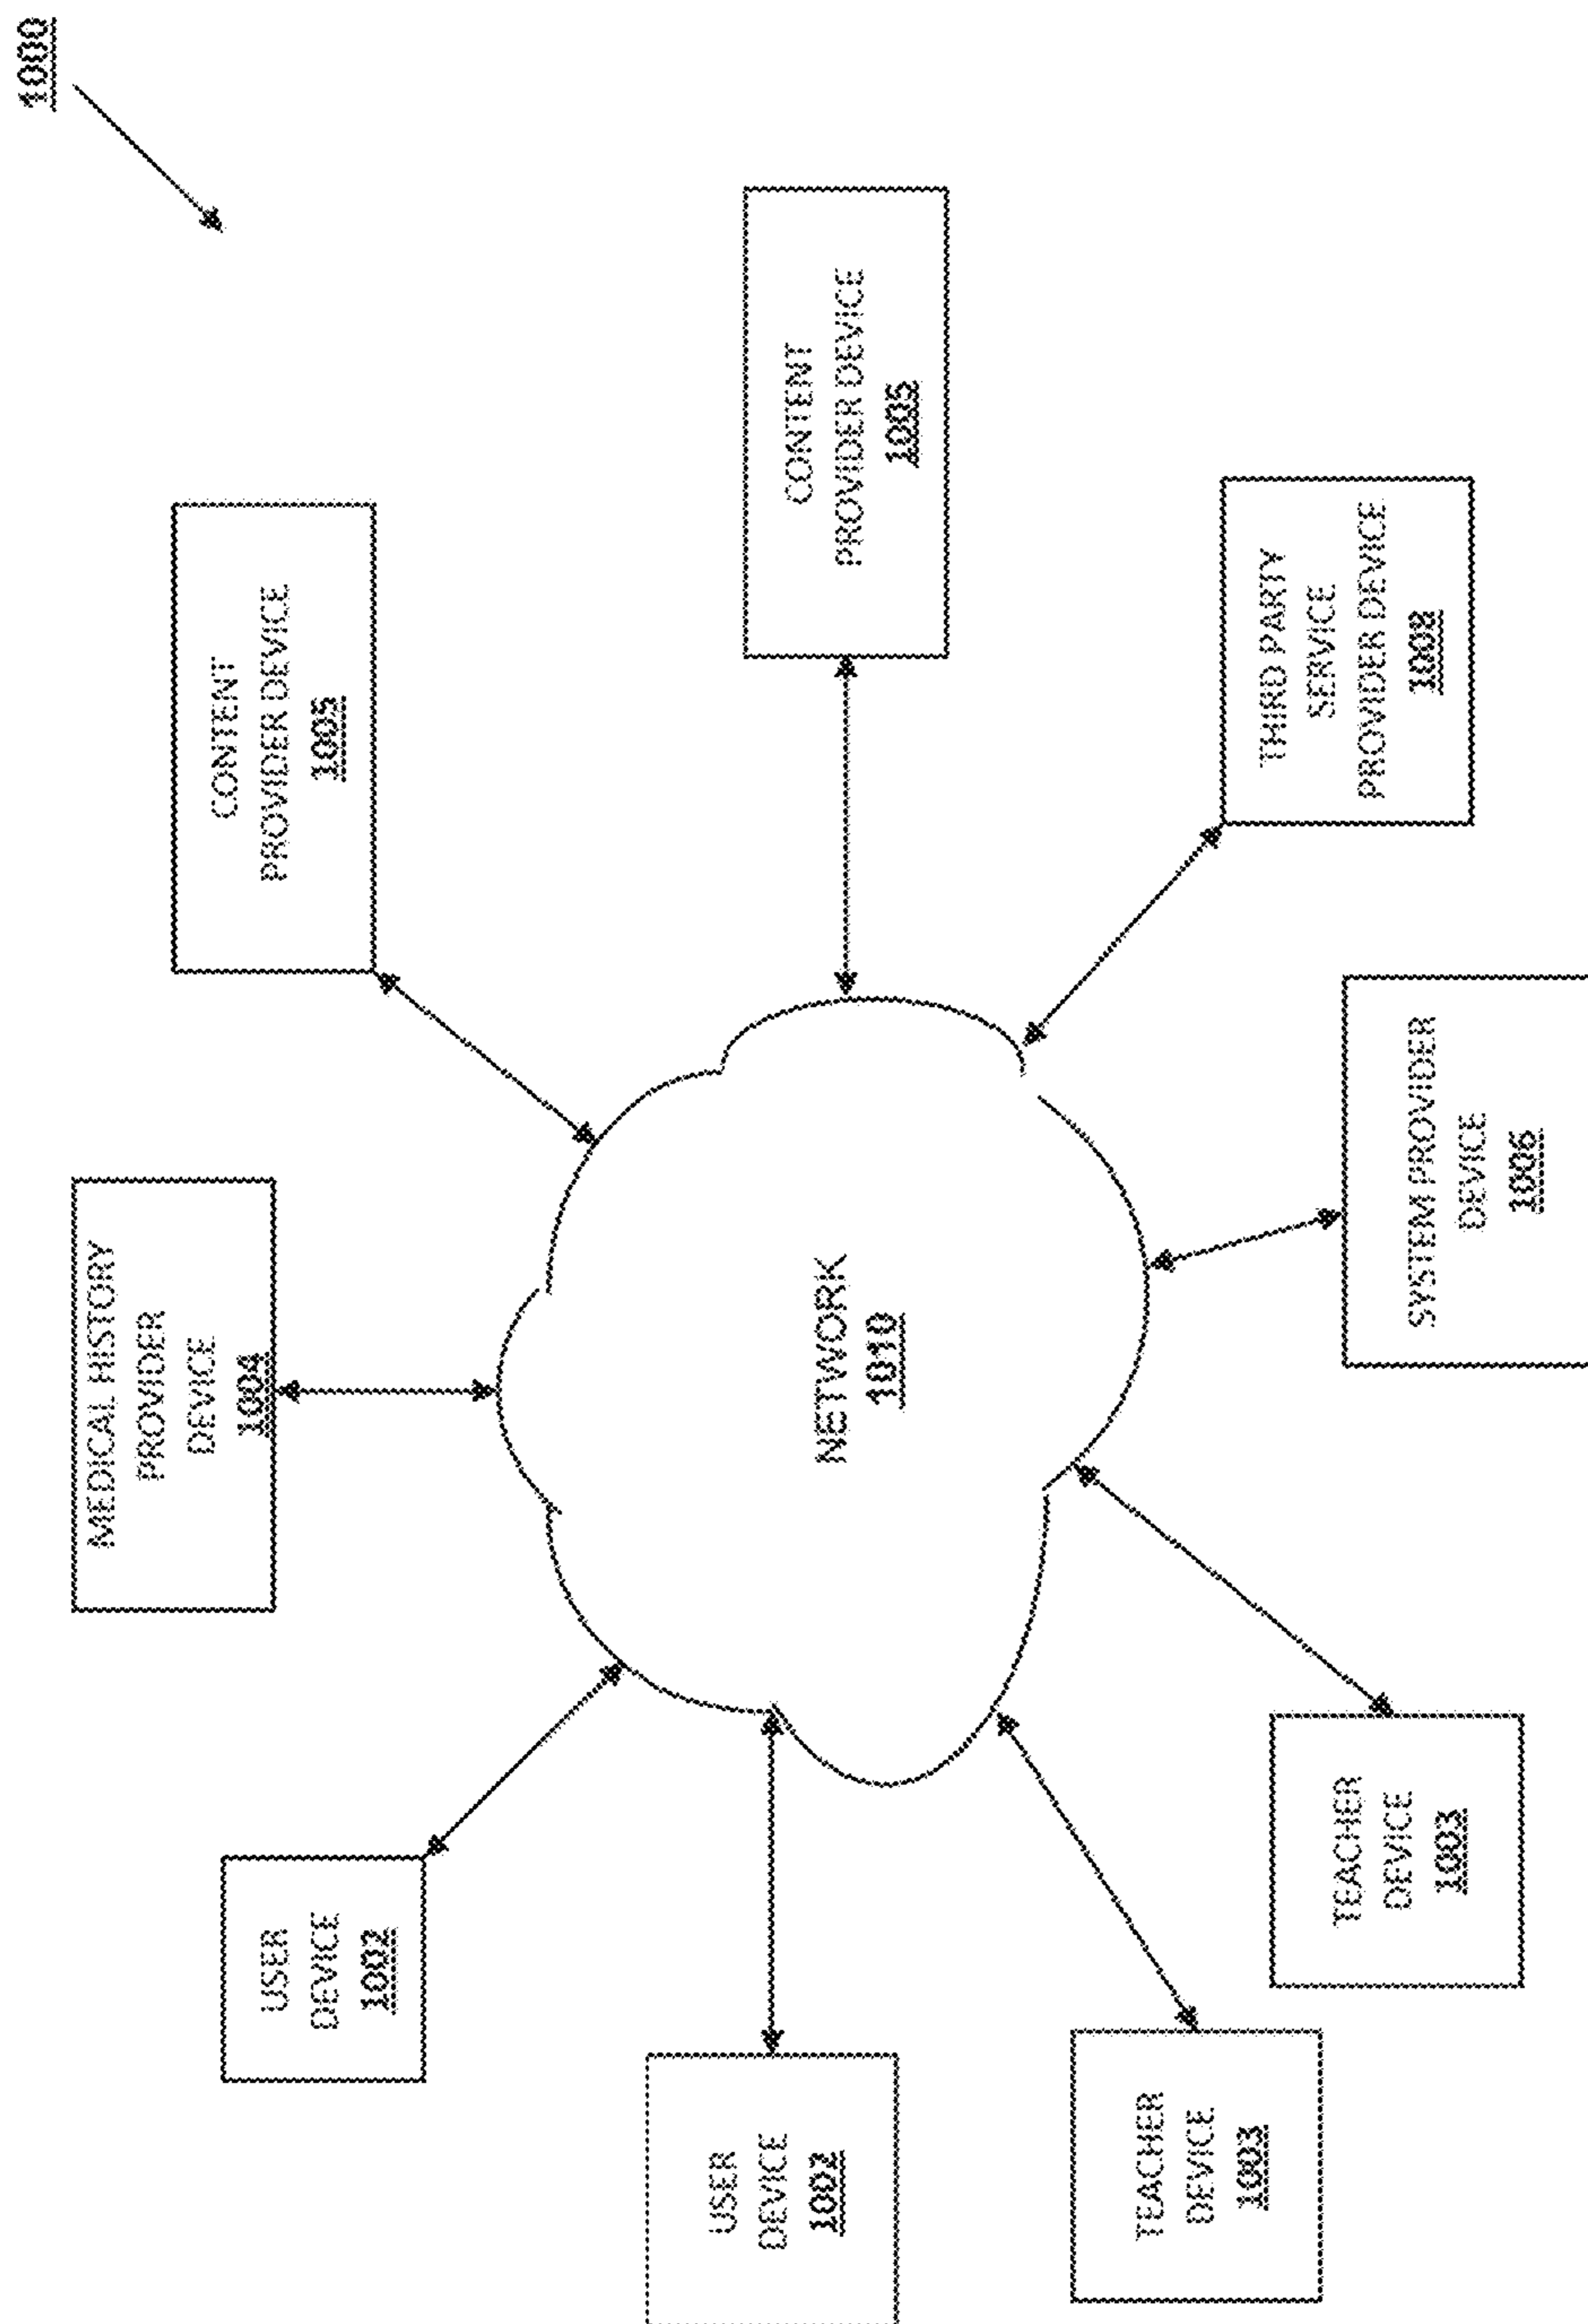 1000
MEDICAL HISTORY
PROVIDER
DEVICE
1004
CONTENT
PROVIDER DEVICE
1005
USER
DEVICE
1002
CONTENT
PROVIDER DEVICE
1005
NETWORK
1010
USER
DEVICE
1002
THIRD PARTY
SERVICE
PROVIDER DEVICE
1008
TEACHER
DEVICE
1003
TEACHER
DEVICE
1003
SYSTEM PROVIDER
DEVICE
1006